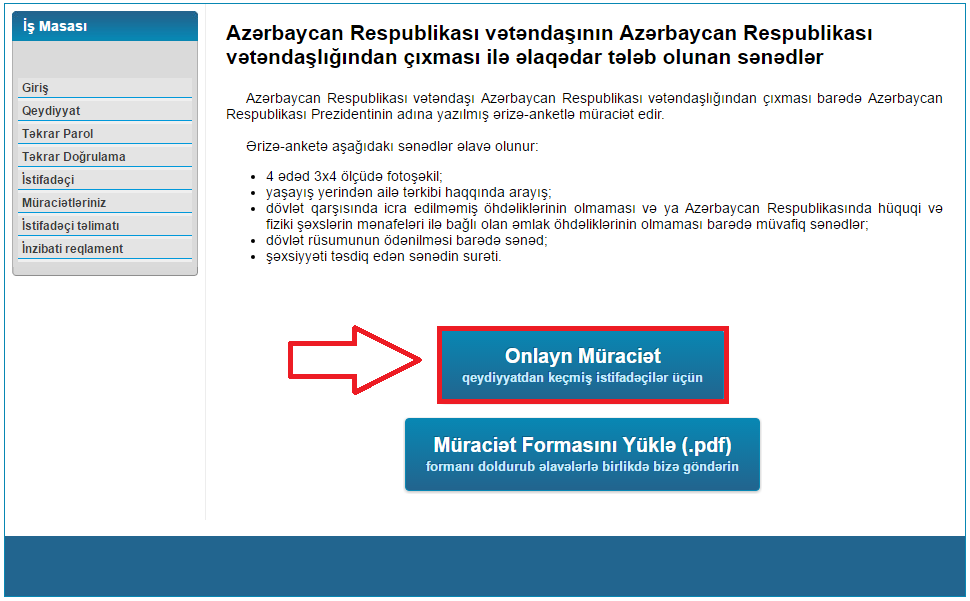 İş Masası
Giriş
Qeydiyyat
Təkrar Parol
Təkrar Doğrulama
İstifadəçi
Müraciətləriniz
İstifadəçi təlimatı
İnzibati reqlament
Azərbaycan Respublikası vətəndaşının Azərbaycan Respublikası
vətəndaşlığından çıxması ilə əlaqədar tələb olunan sənədlər
Azərbaycan Respublikası vətəndaşı Azərbaycan Respublikası vətəndaşlığından çıxması barədə Azərbaycan
Respublikası Prezidentinin adına yazılmış ərizə-anketlə müraciət edir.
Ərizə-anketə aşağıdakı sənədlər əlavə olunur:
• 4 ədəd 3x4 ölçüdə fotoşəkil;
• yaşayış yerindən ailə tərkibi haqqında arayış;
• dövlət qarşısında icra edilməmiş öhdəliklərinin olmaması və ya Azərbaycan Respublikasında hüquqi və
fiziki şəxslərin mənafeləri ilə bağlı olan əmlak öhdəliklərinin olmaması barədə müvafiq sənədlər;
• dövlət rüsumunun ödənilməsi barədə sənəd;
• şəxsiyyəti təsdiq edən sənədin surəti.
Onlayn Müraciət
qeydiyyatdan keçmiş istifadəçilər üçün
Müraciət Formasını Yüklə (.pdf)
formanı doldurub əlavələrlə birlikdə bizə göndərin